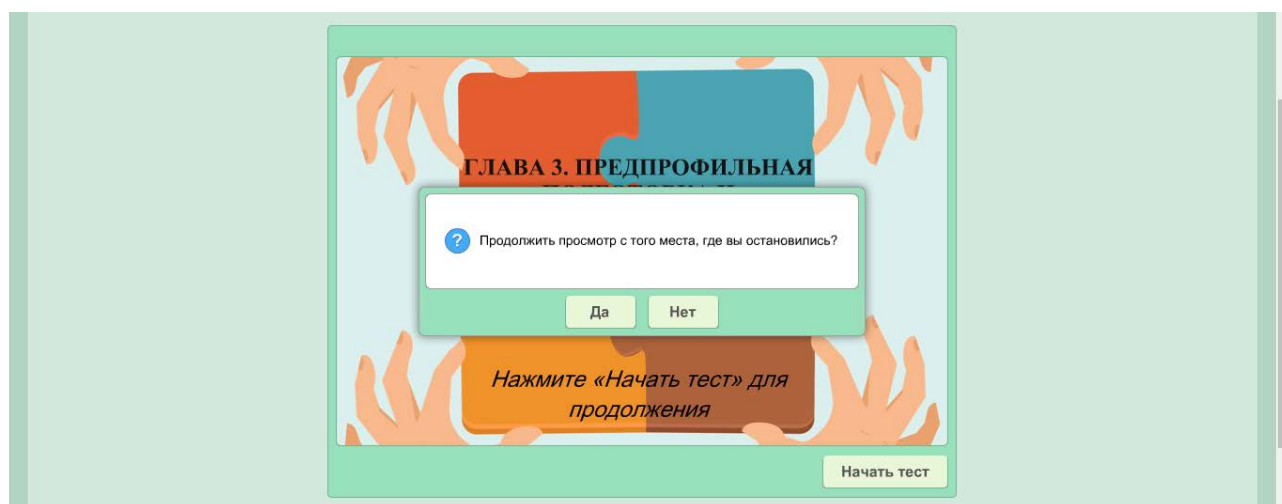 ГЛАВА 3. ПРЕДПРОФИЛЬНАЯ
Продолжить просмотр с того места, где вы остановились?
Да
Нет
Нажмите «Начать тест» для
продолжения
Начать тест